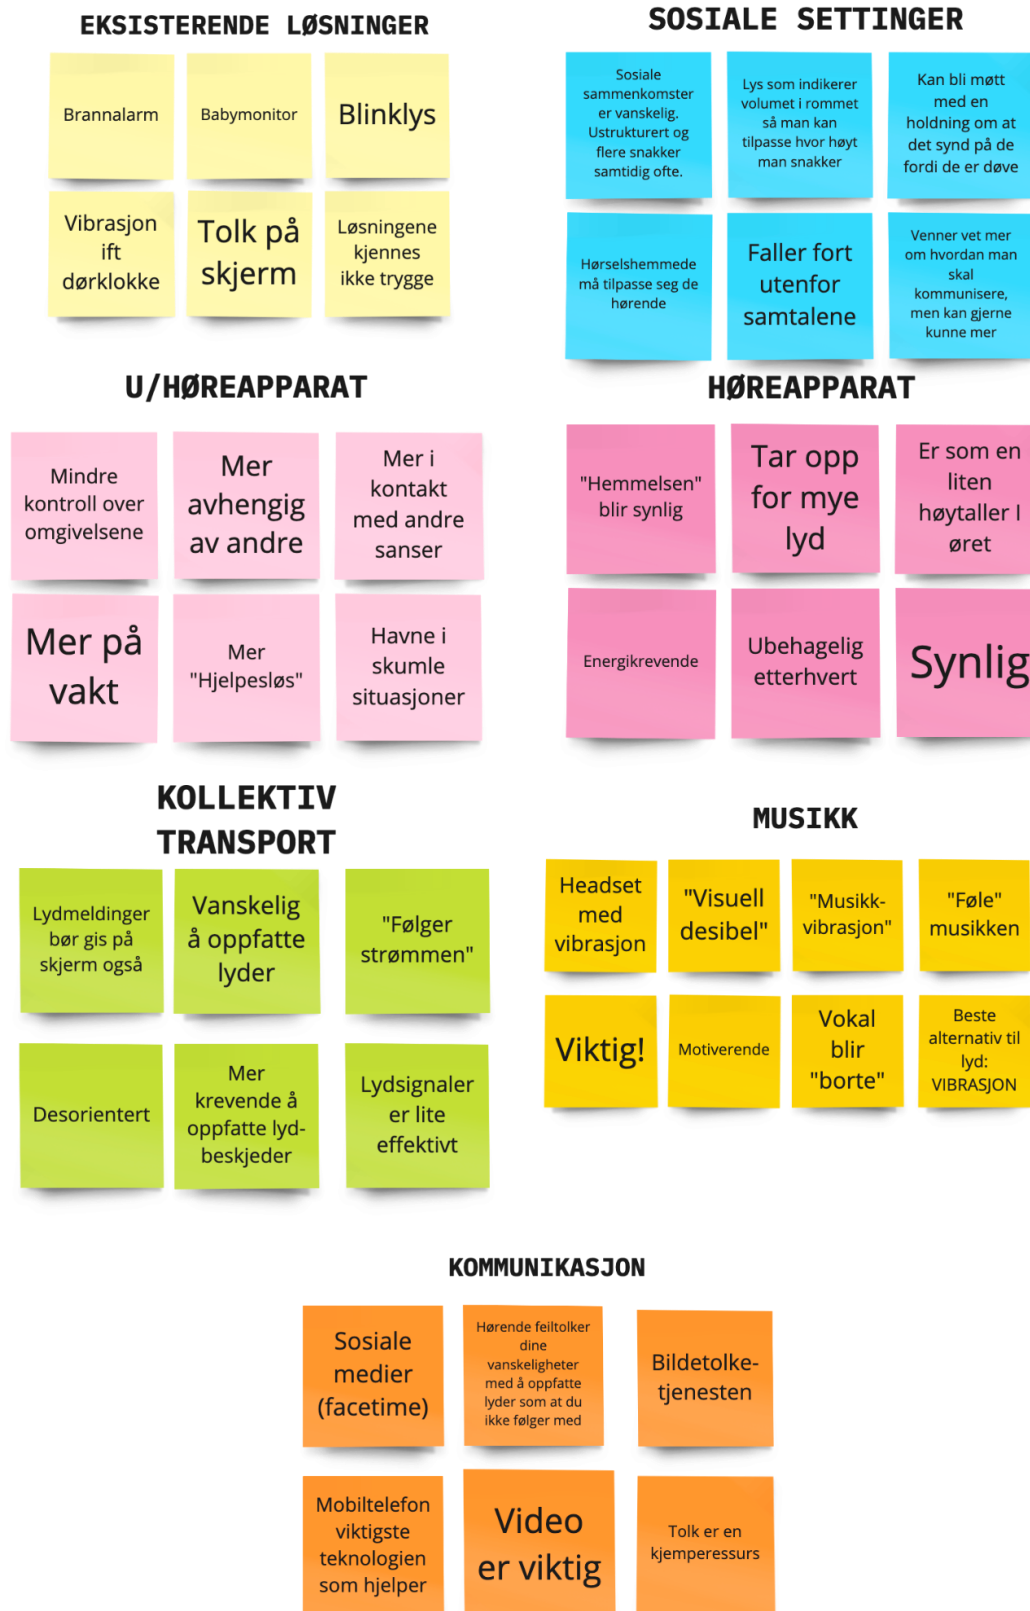 EKSISTERENDE LØSNINGER
Brannalarm
Babymonitor
Blinklys
Vibrasjon
ift
dørklokke
Tolk på
skjerm
Løsningene
kjennes
ikke trygge
SOSIALE SETTINGER
Sosiale
sammenkomster
er vanskelig.
Ustrukturert og
flere snakker
samtidig ofte.
Lys som indikerer
volumet i rommet
så man kan
tilpasse hvor høyt
man snakker
Kan bli møtt
med en
holdning om at
det synd på de
fordi de er døve
Hørselshemmede
må tilpasse seg de
hørende
Faller fort
utenfor
samtalene
Venner vet mer
om hvordan man
skal
kommunisere,
men kan gjerne
kunne mer
U/HØREAPPARAT
Mindre
kontroll over
omgivelsene
Mer
avhengig
av andre
Mer i
kontakt
med andre
sanser
Mer på
vakt
Mer
"Hjelpesløs"
Havne i
skumle
situasjoner
HØREAPPARAT
"Hemmelsen"
blir synlig
Tar opp
for mye
lyd
Er som en
liten
høytaller I
øret
Energikrevende
Ubehagelig
etterhvert
Synlig
KOLLEKTIV
TRANSPORT
Lydmeldinger
bør gis på
skjerm også
Vanskelig
å oppfatte
lyder
"Følger
strømmen"
Desorientert
Mer
krevende å
oppfatte lyd-
beskjeder
Lydsignaler
er lite
effektivt
MUSIKK
Headset
med
vibrasjon
"Visuell
desibel"
"Musikk-
vibrasjon"
"Føle"
musikken
Viktig!
Motiverende
Vokal
blir
"borte"
Beste
alternativ til
lyd:
VIBRASJON
KOMMUNIKASJON
Sosiale
medier
(facetime)
Hørende feiltolker
dine
vanskeligheter
med å oppfatte
lyder som at du
ikke følger med
Bildetolke-
tjenesten
Mobiltelefon
viktigste
teknologien
som hjelper
Video
er viktig
Tolk er en
kjemperessurs